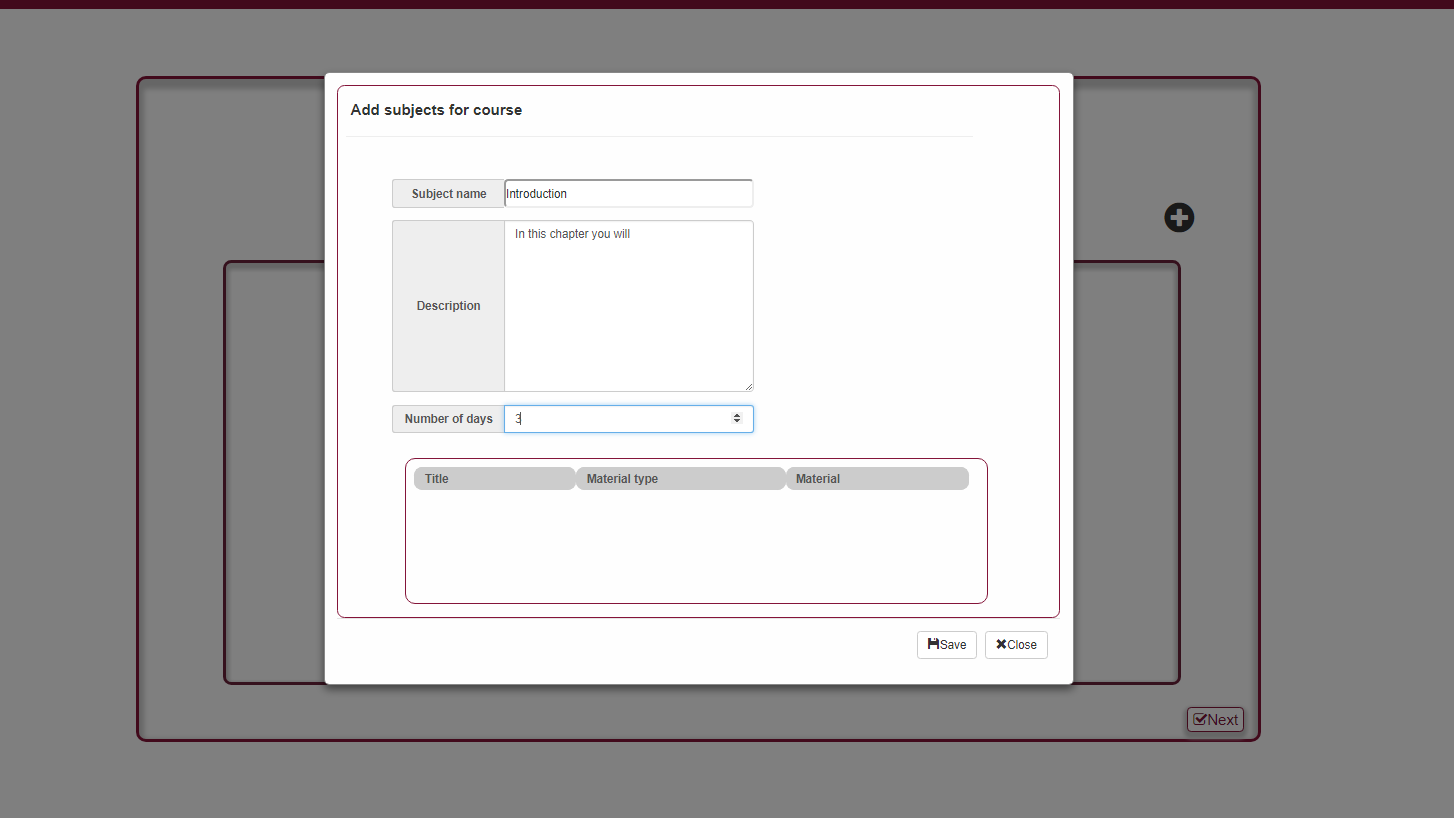 Add subjects for course
Subject name
Introduction
Description
In this chapter you will
Number of days
3
Title Material type Material
Save Close
Next